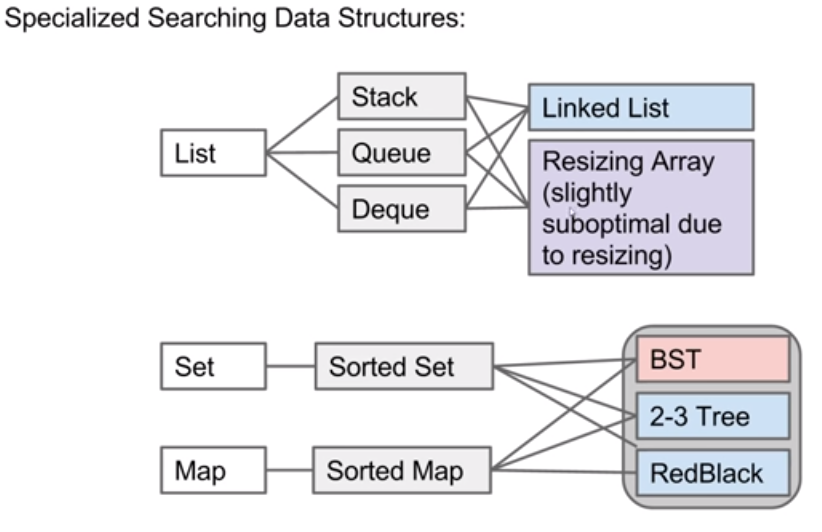 Specialized Searching Data Structures:
List
Stack
Queue
Deque
Linked List
Resizing Array
(slightly
suboptimal due
to resizing)
Set
Sorted Set
Map
Sorted Map
BST
2-3 Tree
RedBlack